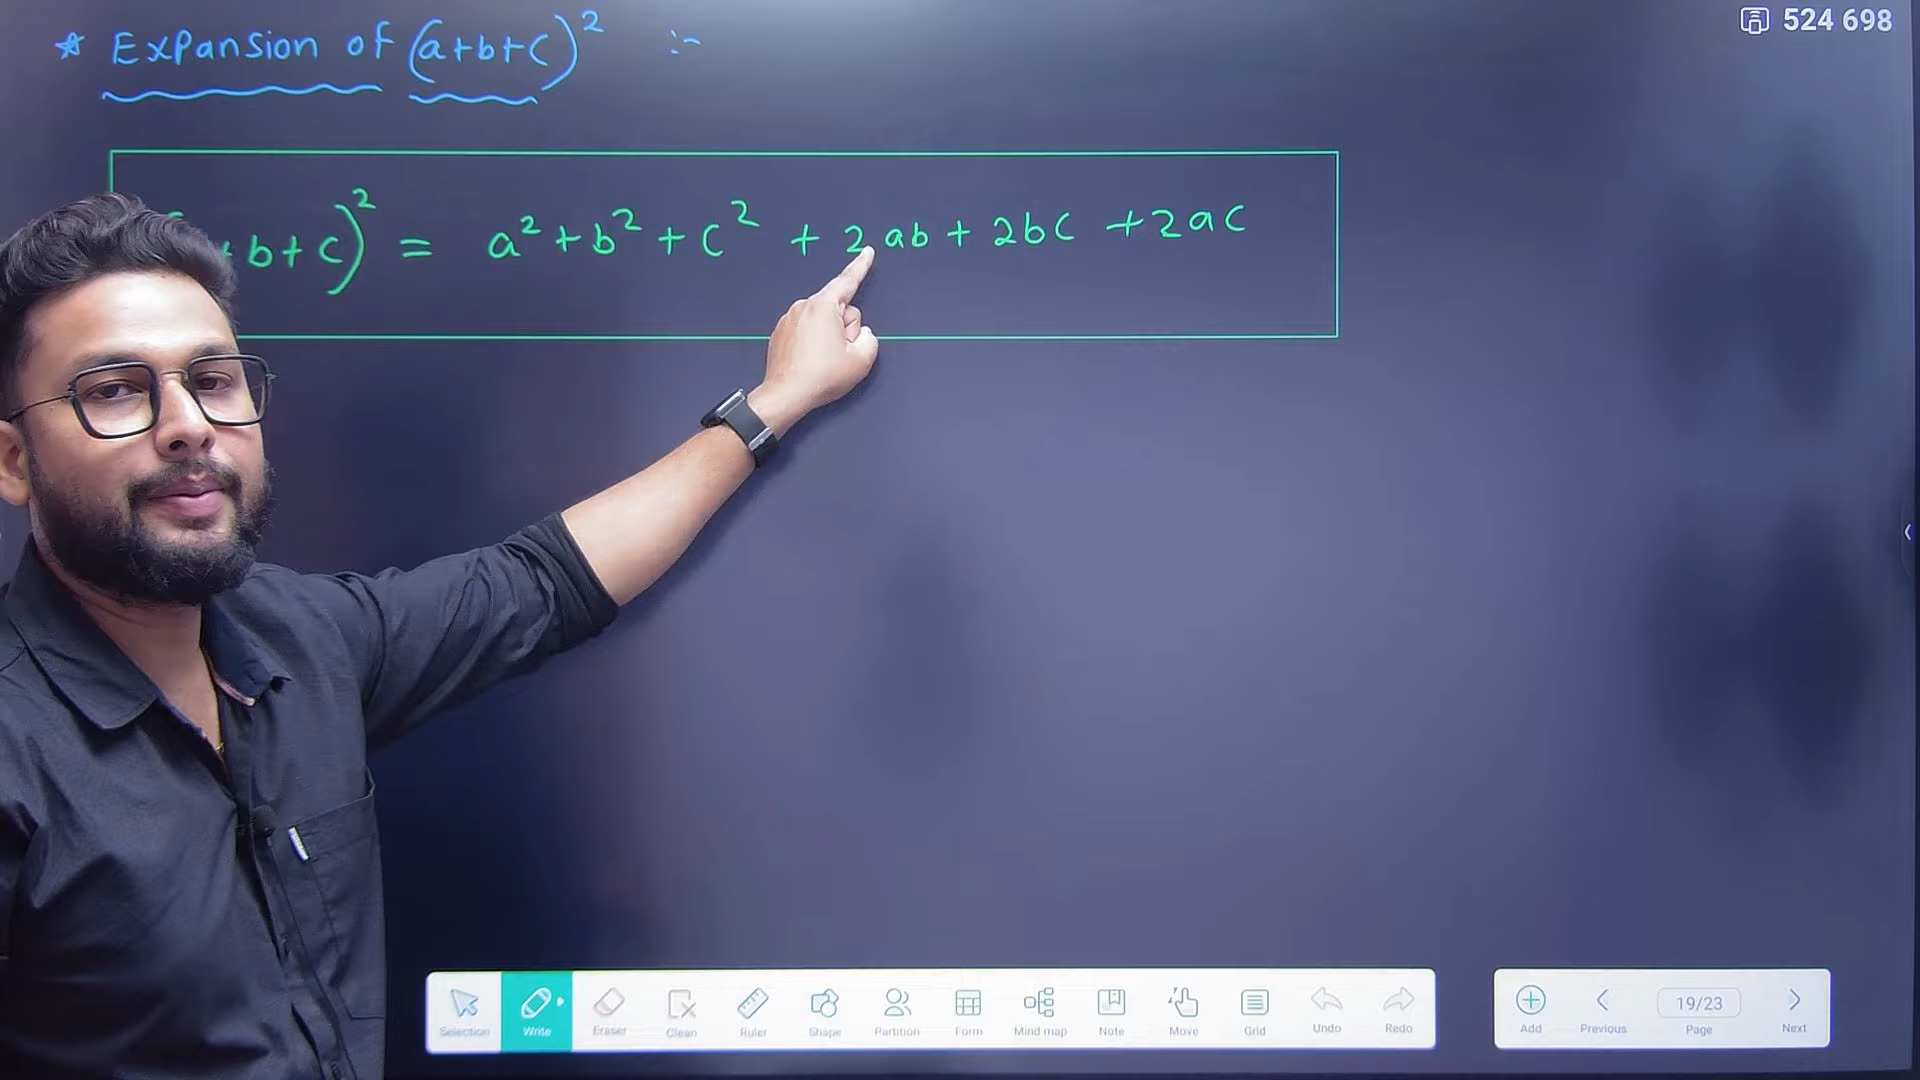 * Expansion of (a+b+c)² :-
524 698
+b+c)² = a²+b²+c² + 2ab + 2bc + 2ac
Selection Write Eraser Clean Ruler Shape Partition Form Mind map Note Move Grid Undo Redo
Add Previous 19/23 Page Next